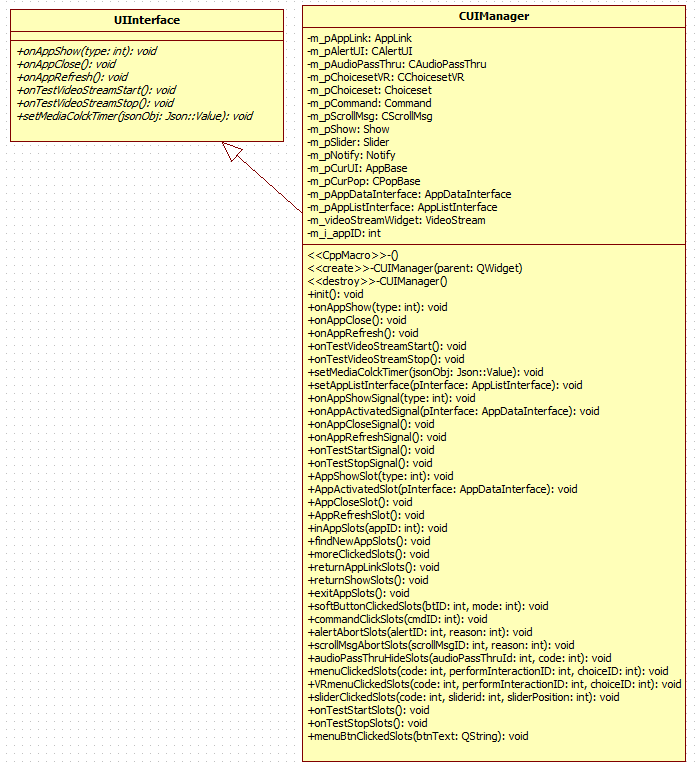 UIInterface
+onAppShow(type: int): void
+onAppClose(): void
+onAppRefresh(): void
+onTestVideoStreamStart(): void
+onTestVideoStreamStop(): void
+setMediaColckTimer(jsonObj: Json::Value): void
CUIManager
-m_pAppLink: AppLink
-m_pAlertUI: CAlertUI
-m_pAudioPassThru: CAudioPassThru
-m_pChoicesetVR: CChoicesetVR
-m_pChoiceset: Choiceset
-m_pCommand: Command
-m_pScrollMsg: CScrollMsg
-m_pShow: Show
-m_pSlider: Slider
-m_pNotify: Notify
-m_pCurUI: AppBase
-m_pCurPop: CPopBase
-m_pAppDataInterface: AppDataInterface
-m_pAppListInterface: AppListInterface
-m_videoStreamWidget: VideoStream
-m_i_appID: int
<<CppMacro>>-()
<<create>>-CUIManager(parent: QWidget)
<<destroy>>-CUIManager()
+init(): void
+onAppShow(type: int): void
+onAppClose(): void
+onAppRefresh(): void
+onTestVideoStreamStart(): void
+onTestVideoStreamStop(): void
+setMediaColckTimer(jsonObj: Json::Value): void
+setAppListInterface(pInterface: AppListInterface): void
+onAppShowSignal(type: int): void
+onAppActivatedSignal(pInterface: AppDataInterface): void
+onAppCloseSignal(): void
+onAppRefreshSignal(): void
+onTestStartSignal(): void
+onTestStopSignal(): void
+AppShowSlot(type: int): void
+AppActivatedSlot(pInterface: AppDataInterface): void
+AppCloseSlot(): void
+AppRefreshSlot(): void
+inAppSlots(appID: int): void
+findNewAppSlots(): void
+moreClickedSlots(): void
+returnAppLinkSlots(): void
+returnShowSlots(): void
+exitAppSlots(): void
+softButtonClickedSlots(btID: int, mode: int): void
+commandClickSlots(cmdID: int): void
+alertAbortSlots(alertID: int, reason: int): void
+scrollMsgAbortSlots(scrollMsgID: int, reason: int): void
+audioPassThruHideSlots(audioPassThruId: int, code: int): void
+menuClickedSlots(code: int, performInteractionID: int, choiceID: int): void
+VRmenuClickedSlots(code: int, performInteractionID: int, choiceID: int): void
+sliderClickedSlots(code: int, sliderid: int, sliderPosition: int): void
+onTestStartSlots(): void
+onTestStopSlots(): void
+menuBtnClickedSlots(btnText: QString): void